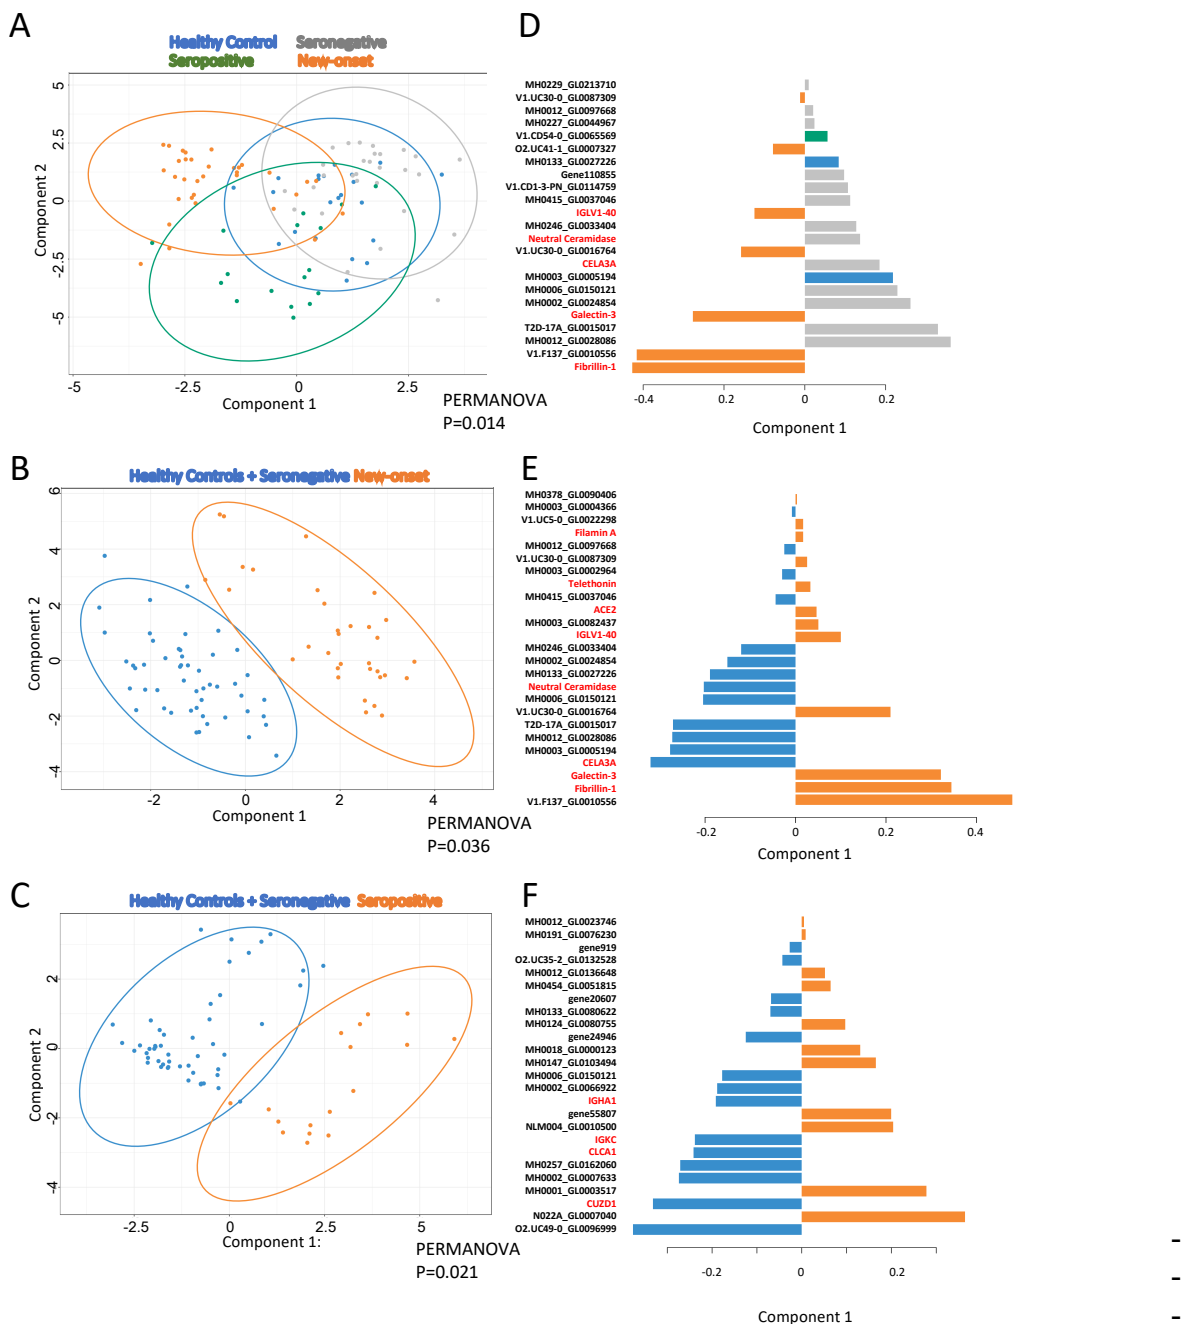 A
Healthy Control Seronegative
Seropositive New-onset
5
2.5
0
-2.5
-5
Component 2
-5 -2.5 0 2.5
Component 1
PERMANOVA
P=0.014
D
MH0229_GL0213710
V1.UC30-0_GL0087309
MH0012_GL0097668
MH0227_GL0044967
V1.CD54-0_GL0065569
O2.UC41-1_GL0007327
MH0133_GL0027226
Gene110855
V1.CD1-3-PN_GL0114759
MH0415_GL0037046
IGLV1-40
MH0246_GL0033404
Neutral Ceramidase
V1.UC30-0_GL0016764
CELA3A
MH0003_GL0005194
MH0006_GL0150121
MH0002_GL0024854
Galectin-3
T2D-17A_GL0015017
MH0012_GL0028086
V1.F137_GL0010556
Fibrillin-1
-0.4 0.2 0 0.2
Component 1
B
Healthy Controls + Seronegative New-onset
6
4
2
0
-2
-4
Component 2
-2 0 2 4
Component 1
PERMANOVA
P=0.036
E
MH0378_GL0090406
MH0003_GL0004366
V1.UC5-0_GL0022298
Filamin A
MH0012_GL0097668
V1.UC30-0_GL0087309
MH0003_GL0002964
Telethonin
MH0415_GL0037046
ACE2
MH0003_GL0082437
IGLV1-40
MH0246_GL0033404
MH0002_GL0024854
MH0133_GL0027226
Neutral Ceramidase
MH0006_GL0150121
V1.UC30-0_GL0016764
T2D-17A_GL0015017
MH0012_GL0028086
MH0003_GL0005194
CELA3A
Galectin-3
Fibrillin-1
V1.F137_GL0010556
-0.2 0 0.2 0.4
Component 1
C
Healthy Controls + Seronegative Seropositive
2
0
-2
-4
Component 2
-2.5 0 2.5 5
Component 1:
PERMANOVA
P=0.021
F
MH0012_GL0023746
MH0191_GL0076230
gene919
O2.UC35-2_GL0132528
MH0012_GL0136648
MH0454_GL0051815
gene20607
MH0133_GL0080622
MH0124_GL0080755
gene24946
MH0018_GL0000123
MH0147_GL0103494
MH0006_GL0150121
MH0002_GL0066922
IGHA1
gene55807
NLM004_GL0010500
IGKC
CLCA1
MH0257_GL0162060
MH0002_GL0007633
MH0001_GL0003517
CUZD1
N022A_GL0007040
O2.UC49-0_GL0096999
-0.2 0 0.2
Component 1
-
-
-